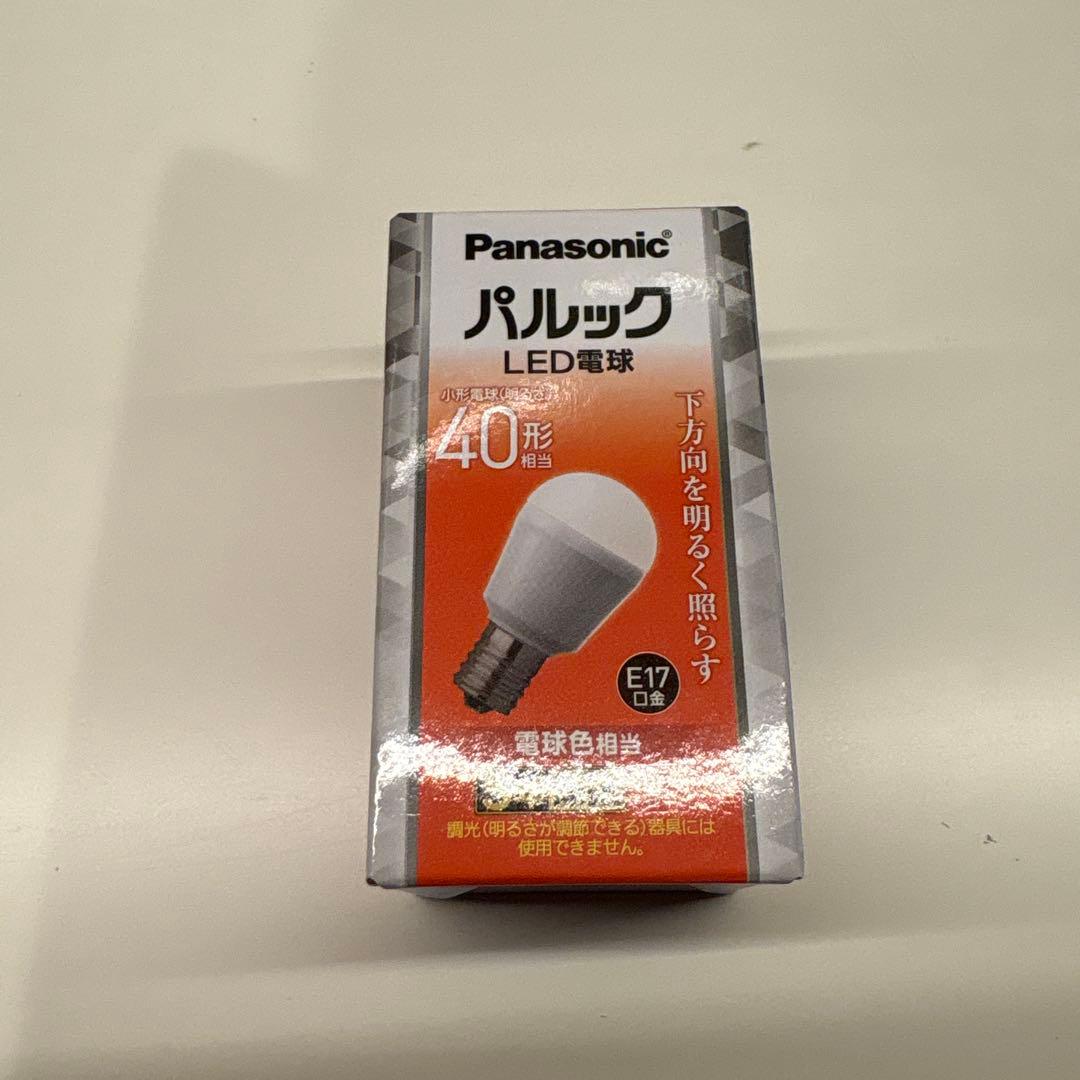 Panasonic®
パルック
LED電球
小形電球(明るさ)
40形
相当
下方向を明るく照らす
E17
口金
電球色相当
調光(明るさが調節できる)器具には
使用できません。